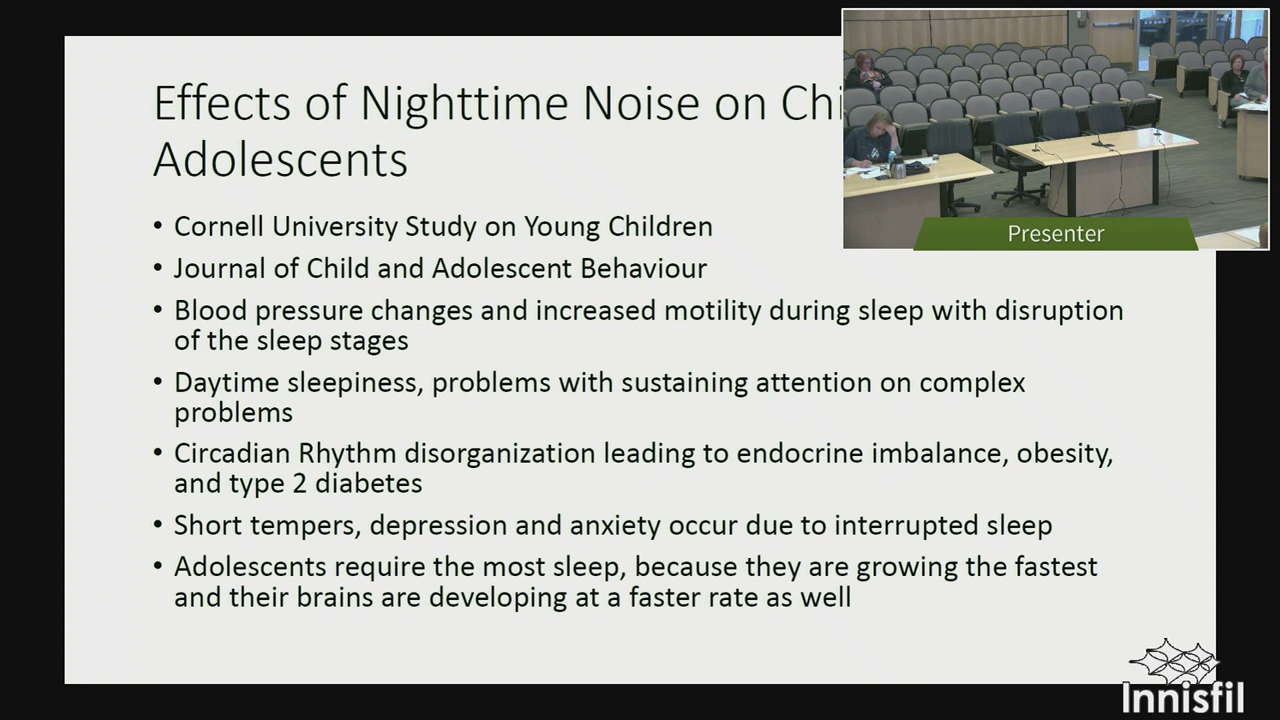 Effects of Nighttime Noise on Chi
Adolescents
• Cornell University Study on Young Children
• Journal of Child and Adolescent Behaviour
• Blood pressure changes and increased motility during sleep with disruption
of the sleep stages
• Daytime sleepiness, problems with sustaining attention on complex
problems
• Circadian Rhythm disorganization leading to endocrine imbalance, obesity,
and type 2 diabetes
• Short tempers, depression and anxiety occur due to interrupted sleep
• Adolescents require the most sleep, because they are growing the fastest
and their brains are developing at a faster rate as well
Presenter
Innisfil